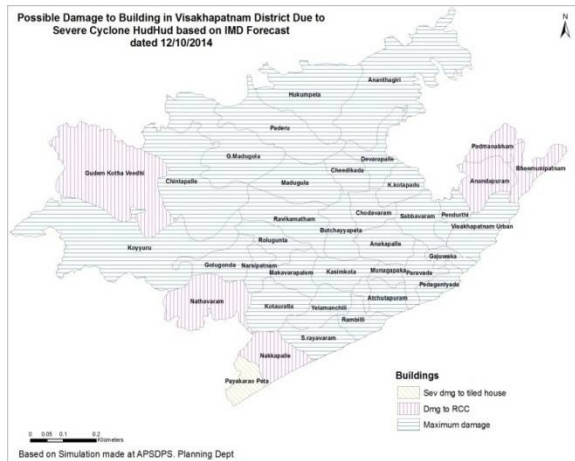 Possible Damage to Building in Visakhapatnam District Due to
Severe Cyclone HudHud based on IMD Forecast
dated 12/10/2014
N
Ananthagiri
Hukumpeta
Paderu
Padmanabham
Bheemunipatnam
G.Madugula
Devarapalle
Cheedikada
Gudem Kotha Veedhi
Chintapalle
Madugula
K.kotapadu
Anandapuram
Ravikamatham
Chodavaram
Sabbavaram
Pendurthi
Butchayyapeta
Visakhapatnam Urban
Koyyuru
Rolugunta
Anakapalle
Gajuwaka
Golugonda
Narsipatnam
Makavarapalem
Kasimkota
Munagapaka
Paravada
Pedagantyada
Nathavaram
Kotauratla
Yelamanchili
Atchutapuram
Rambilli
S.rayavaram
Nakkapalle
Payakarao Peta
Buildings
Sev dmg to tiled house
Dmg to RCC
Maximum damage
0 0.05 0.1 0.2
Kilometers
Based on Simulation made at APSDPS. Planning Dept